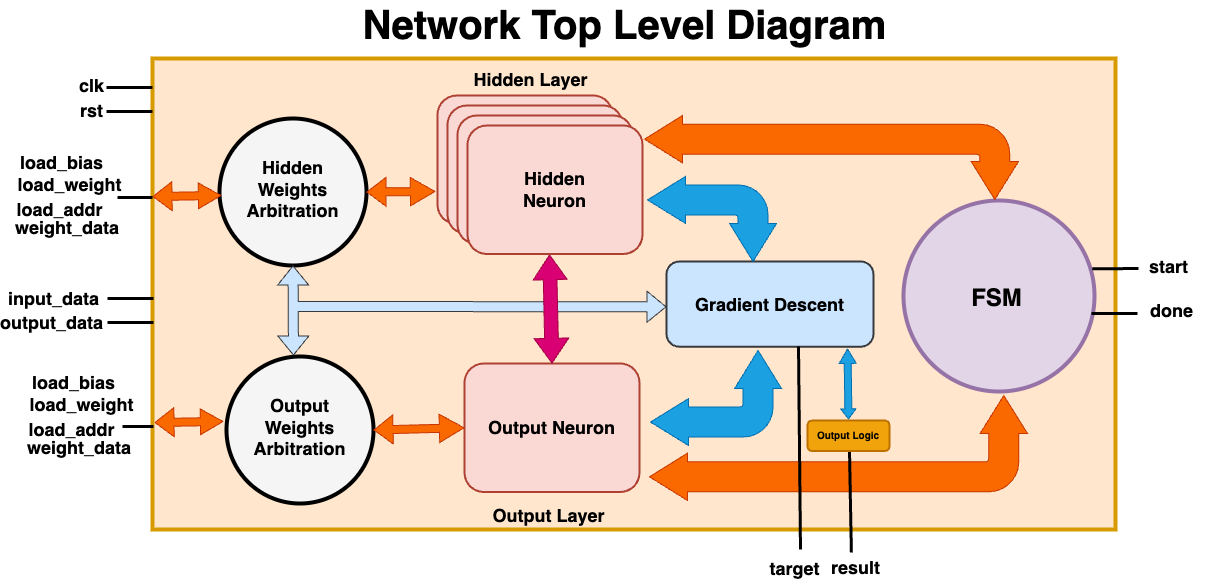 Network Top Level Diagram
clk
rst
load_bias
load_weight
load_addr
weight_data
input_data
output_data
load_bias
load_weight
load_addr
weight_data
Hidden
Weights
Arbitration
Output
Weights
Arbitration
Hidden Layer
Hidden
Neuron
Output Neuron
Output Layer
Gradient Descent
Output Logic
FSM
start
done
target
result